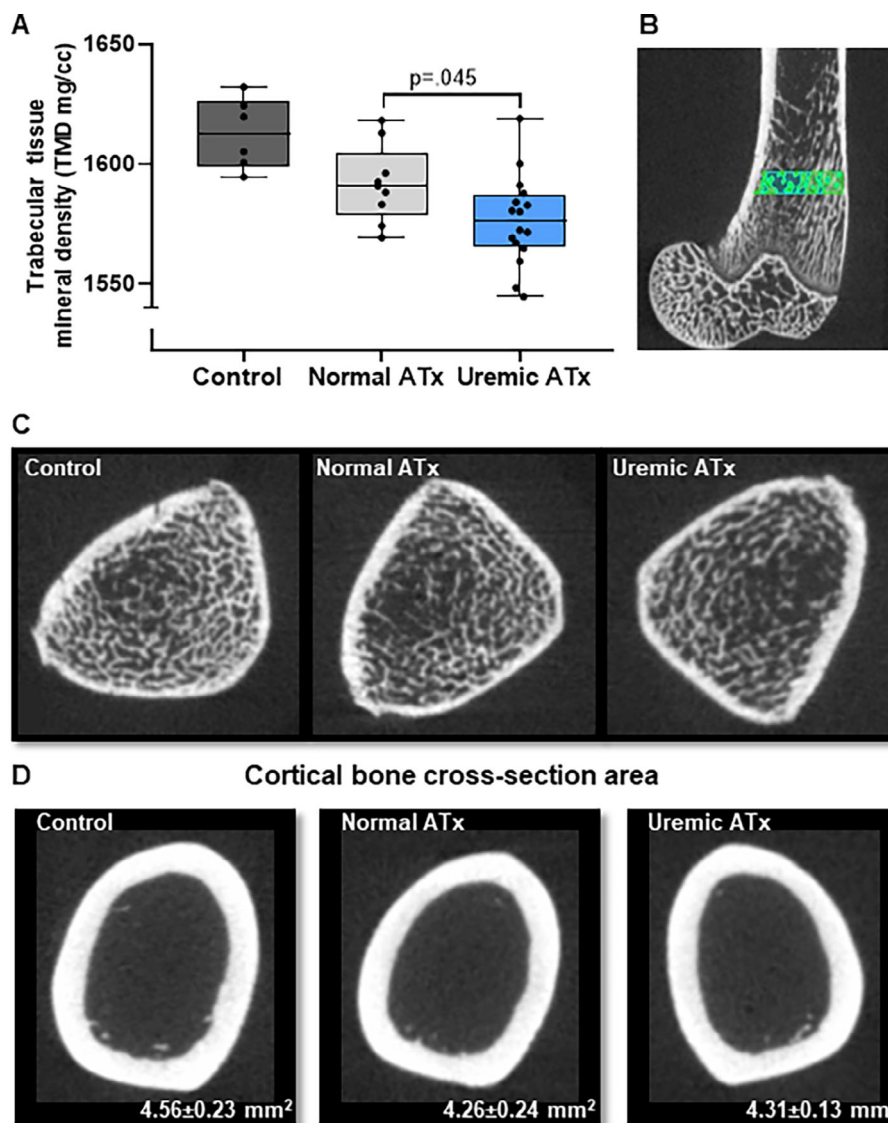 A
Trabecular tissue
mineral density (TMD mg/cc)
1650
1600
1550
p=.045
Control
Normal ATx
Uremic ATx
B
C
Control
Normal ATx
Uremic ATx
D
Cortical bone cross-section area
Control
Normal ATx
Uremic ATx
4.56±0.23 mm²
4.26±0.24 mm²
4.31±0.13 mm²